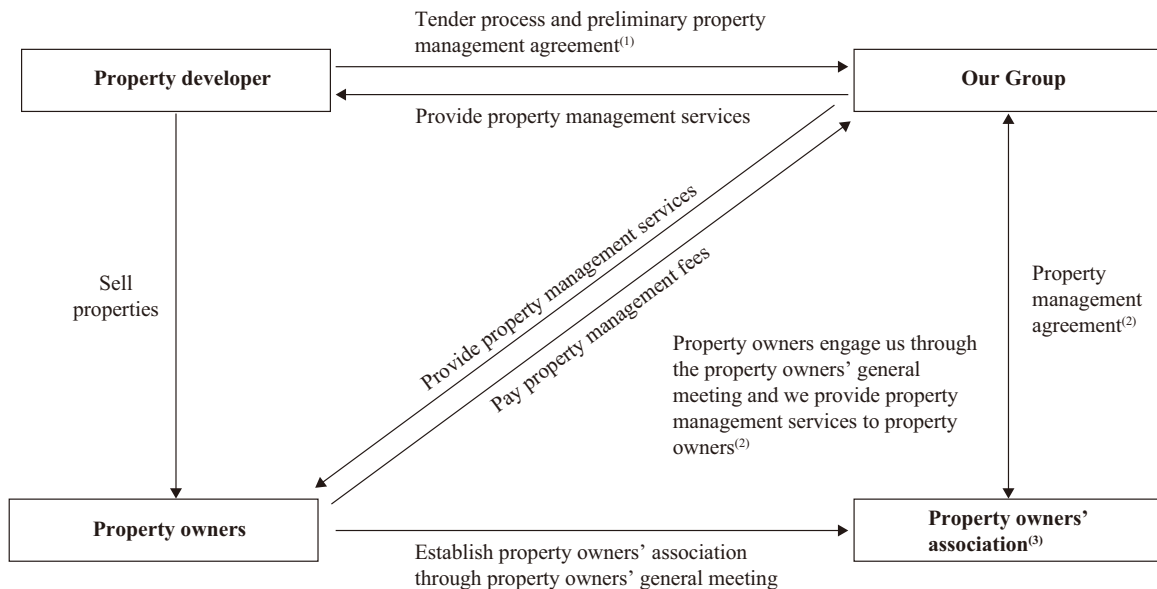 Tender process and preliminary property
management agreement(1)
Property developer
Our Group
Provide property management services
Provide property management services
Pay property management fees
Sell
properties
Property
management
agreement(2)
Property owners engage us through
the property owners’ general
meeting and we provide property
management services to property
owners(2)
Property owners
Property owners’
association(3)
Establish property owners’ association
through property owners’ general meeting